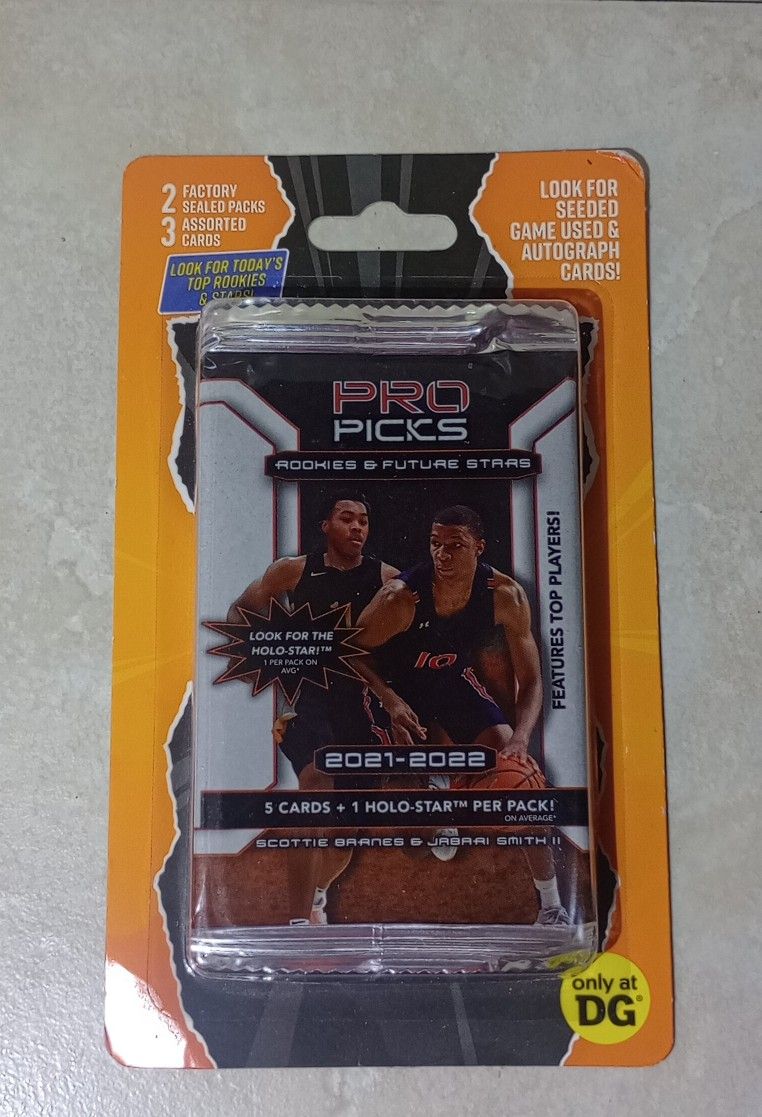 2 FACTORY
SEALED PACKS
3 ASSORTED
CARDS
LOOK FOR TODAY'S
TOP ROOKIES
& STARS!
LOOK FOR
SEEDED
GAME USED &
AUTOGRAPH
CARDS!
PRO
PICKS
ROOKIES & FUTURE STARS
LOOK FOR THE
HOLO-STAR!™
1 PER PACK ON
AVG*
FEATURES TOP PLAYERS!
10
2021-2022
5 CARDS + 1 HOLO-STAR™ PER PACK!
ON AVERAGE*
SCOTTIE BARNES & JABARI SMITH II
only at
DG®